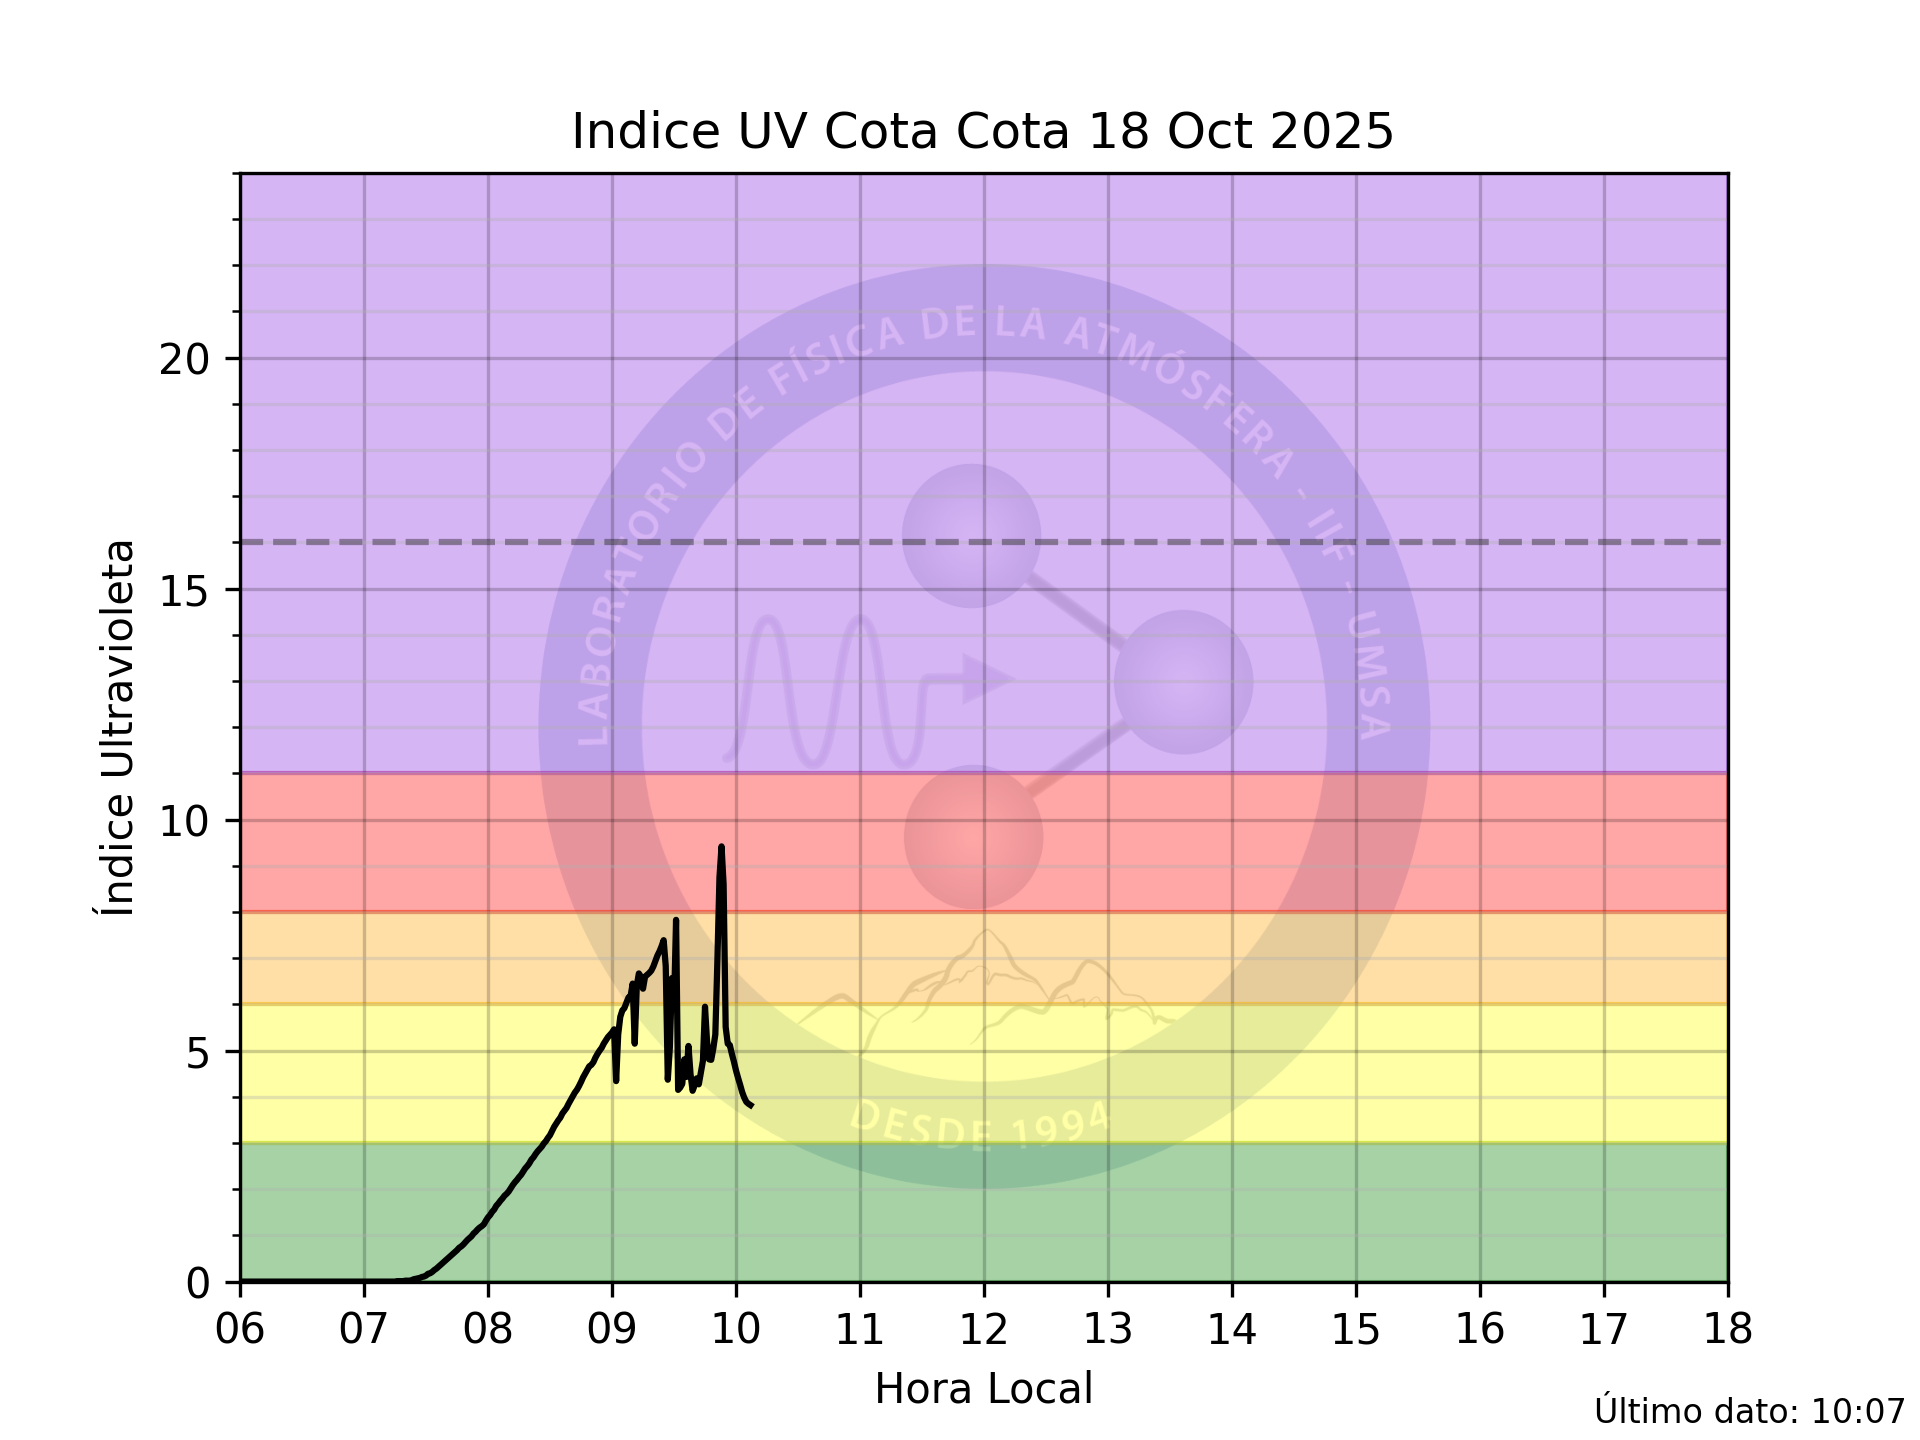 Indice UV Cota Cota 18 Oct 2025
Índice Ultravioleta
20
15
10
5
0
LABORATORIO DE FÍSICA DE LA ATMÓSFERA - IIF - UMSA
DESDE 1994
06 07 08 09 10 11 12 13 14 15 16 17 18
Hora Local
Último dato: 10:07